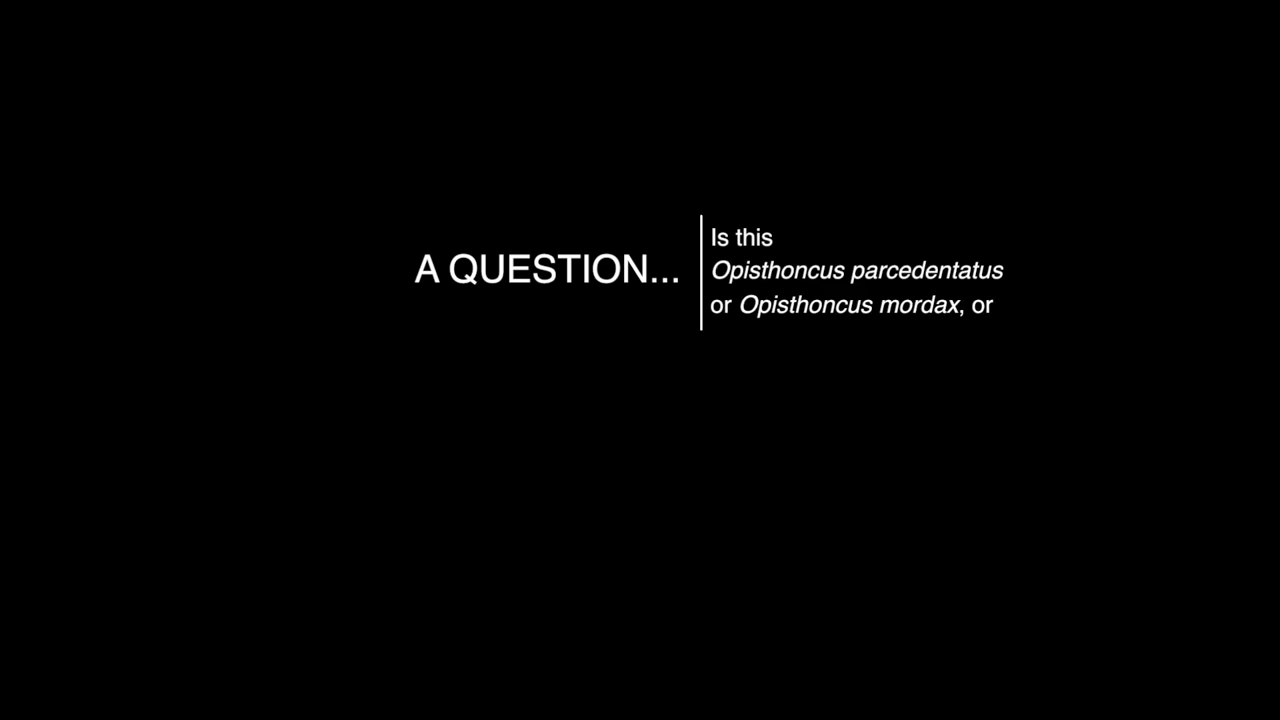 A QUESTION...
Is this
Opisthoncus parcedentatus
or Opisthoncus mordax, or